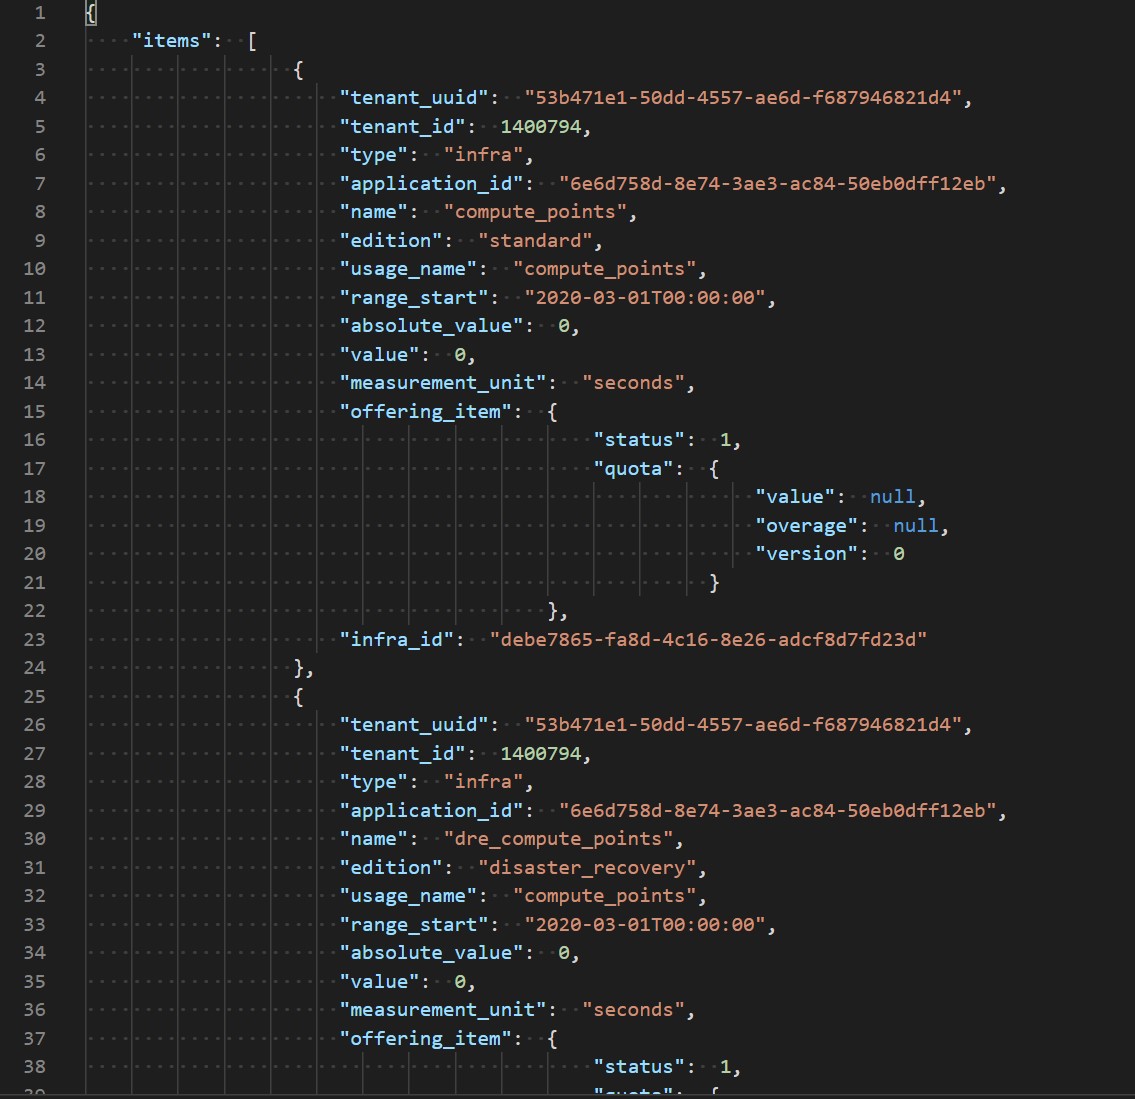 1 {
2 "items": [
3 {
4 "tenant_uuid": "53b471e1-50dd-4557-ae6d-f687946821d4",
5 "tenant_id": 1400794,
6 "type": "infra",
7 "application_id": "6e6d758d-8e74-3ae3-ac84-50eb0dff12eb",
8 "name": "compute_points",
9 "edition": "standard",
10 "usage_name": "compute_points",
11 "range_start": "2020-03-01T00:00:00",
12 "absolute_value": 0,
13 "value": 0,
14 "measurement_unit": "seconds",
15 "offering_item": {
16 "status": 1,
17 "quota": {
18 "value": null,
19 "overage": null,
20 "version": 0
21 }
22 },
23 "infra_id": "debe7865-fa8d-4c16-8e26-adcf8d7fd23d"
24 },
25 {
26 "tenant_uuid": "53b471e1-50dd-4557-ae6d-f687946821d4",
27 "tenant_id": 1400794,
28 "type": "infra",
29 "application_id": "6e6d758d-8e74-3ae3-ac84-50eb0dff12eb",
30 "name": "dre_compute_points",
31 "edition": "disaster_recovery",
32 "usage_name": "compute_points",
33 "range_start": "2020-03-01T00:00:00",
34 "absolute_value": 0,
35 "value": 0,
36 "measurement_unit": "seconds",
37 "offering_item": {
38 "status": 1,